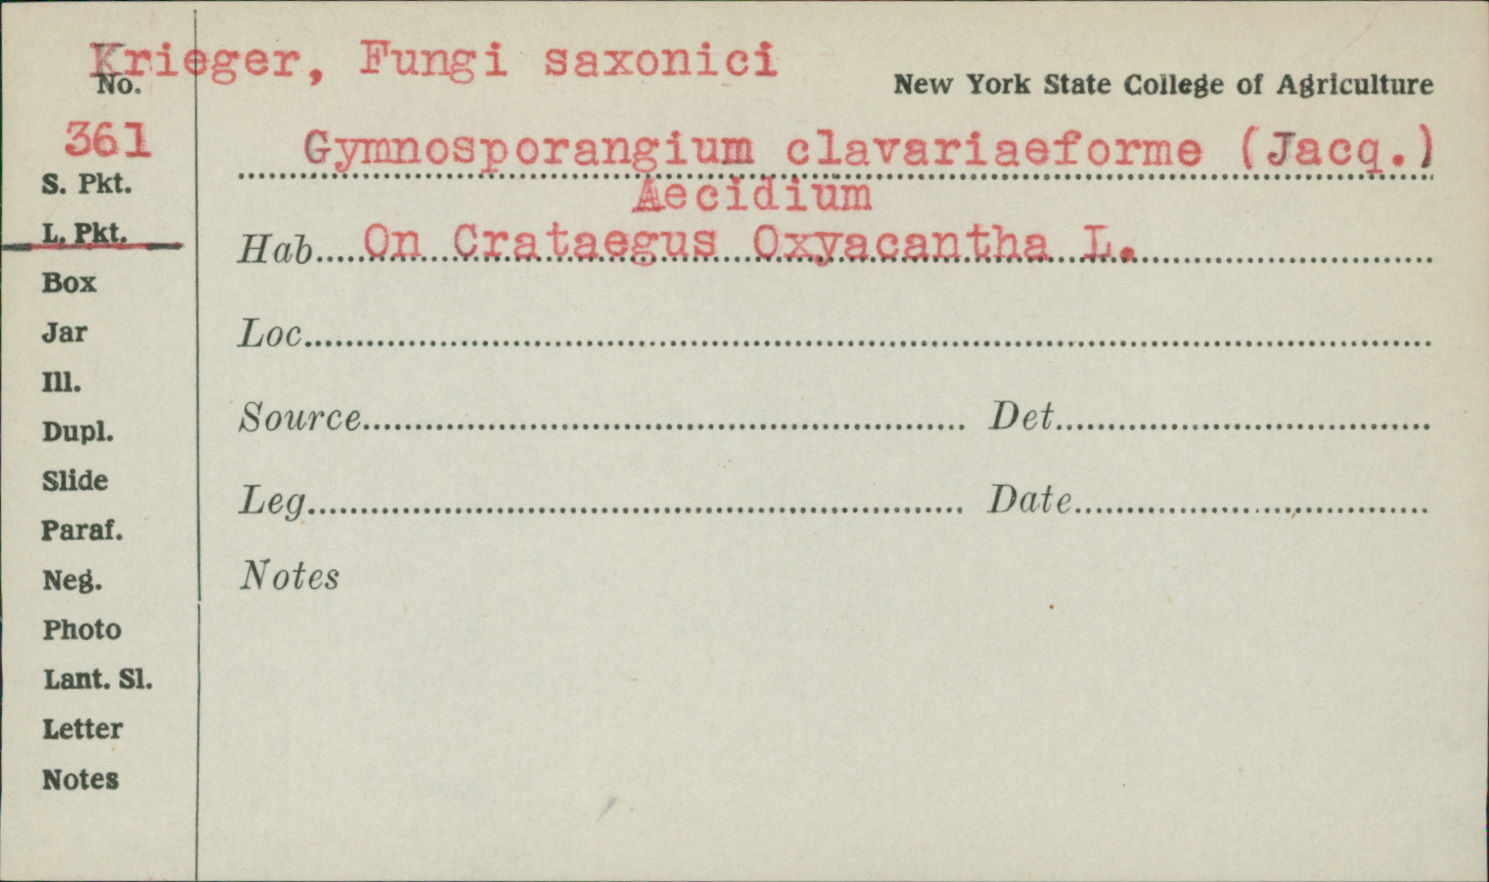 Krieger, Fungi saxonici
No.
New York State College of Agriculture
361
Gymnosporangium clavariaeforme (Jacq.)
Aecidium
S. Pkt.
L. Pkt.
Hab. On Crataegus Oxyacantha L.
Box
Jar
Loc.
Ill.
Dupl.
Source Det.
Slide
Leg. Date
Paraf.
Neg.
Notes
Photo
Lant. Sl.
Letter
Notes